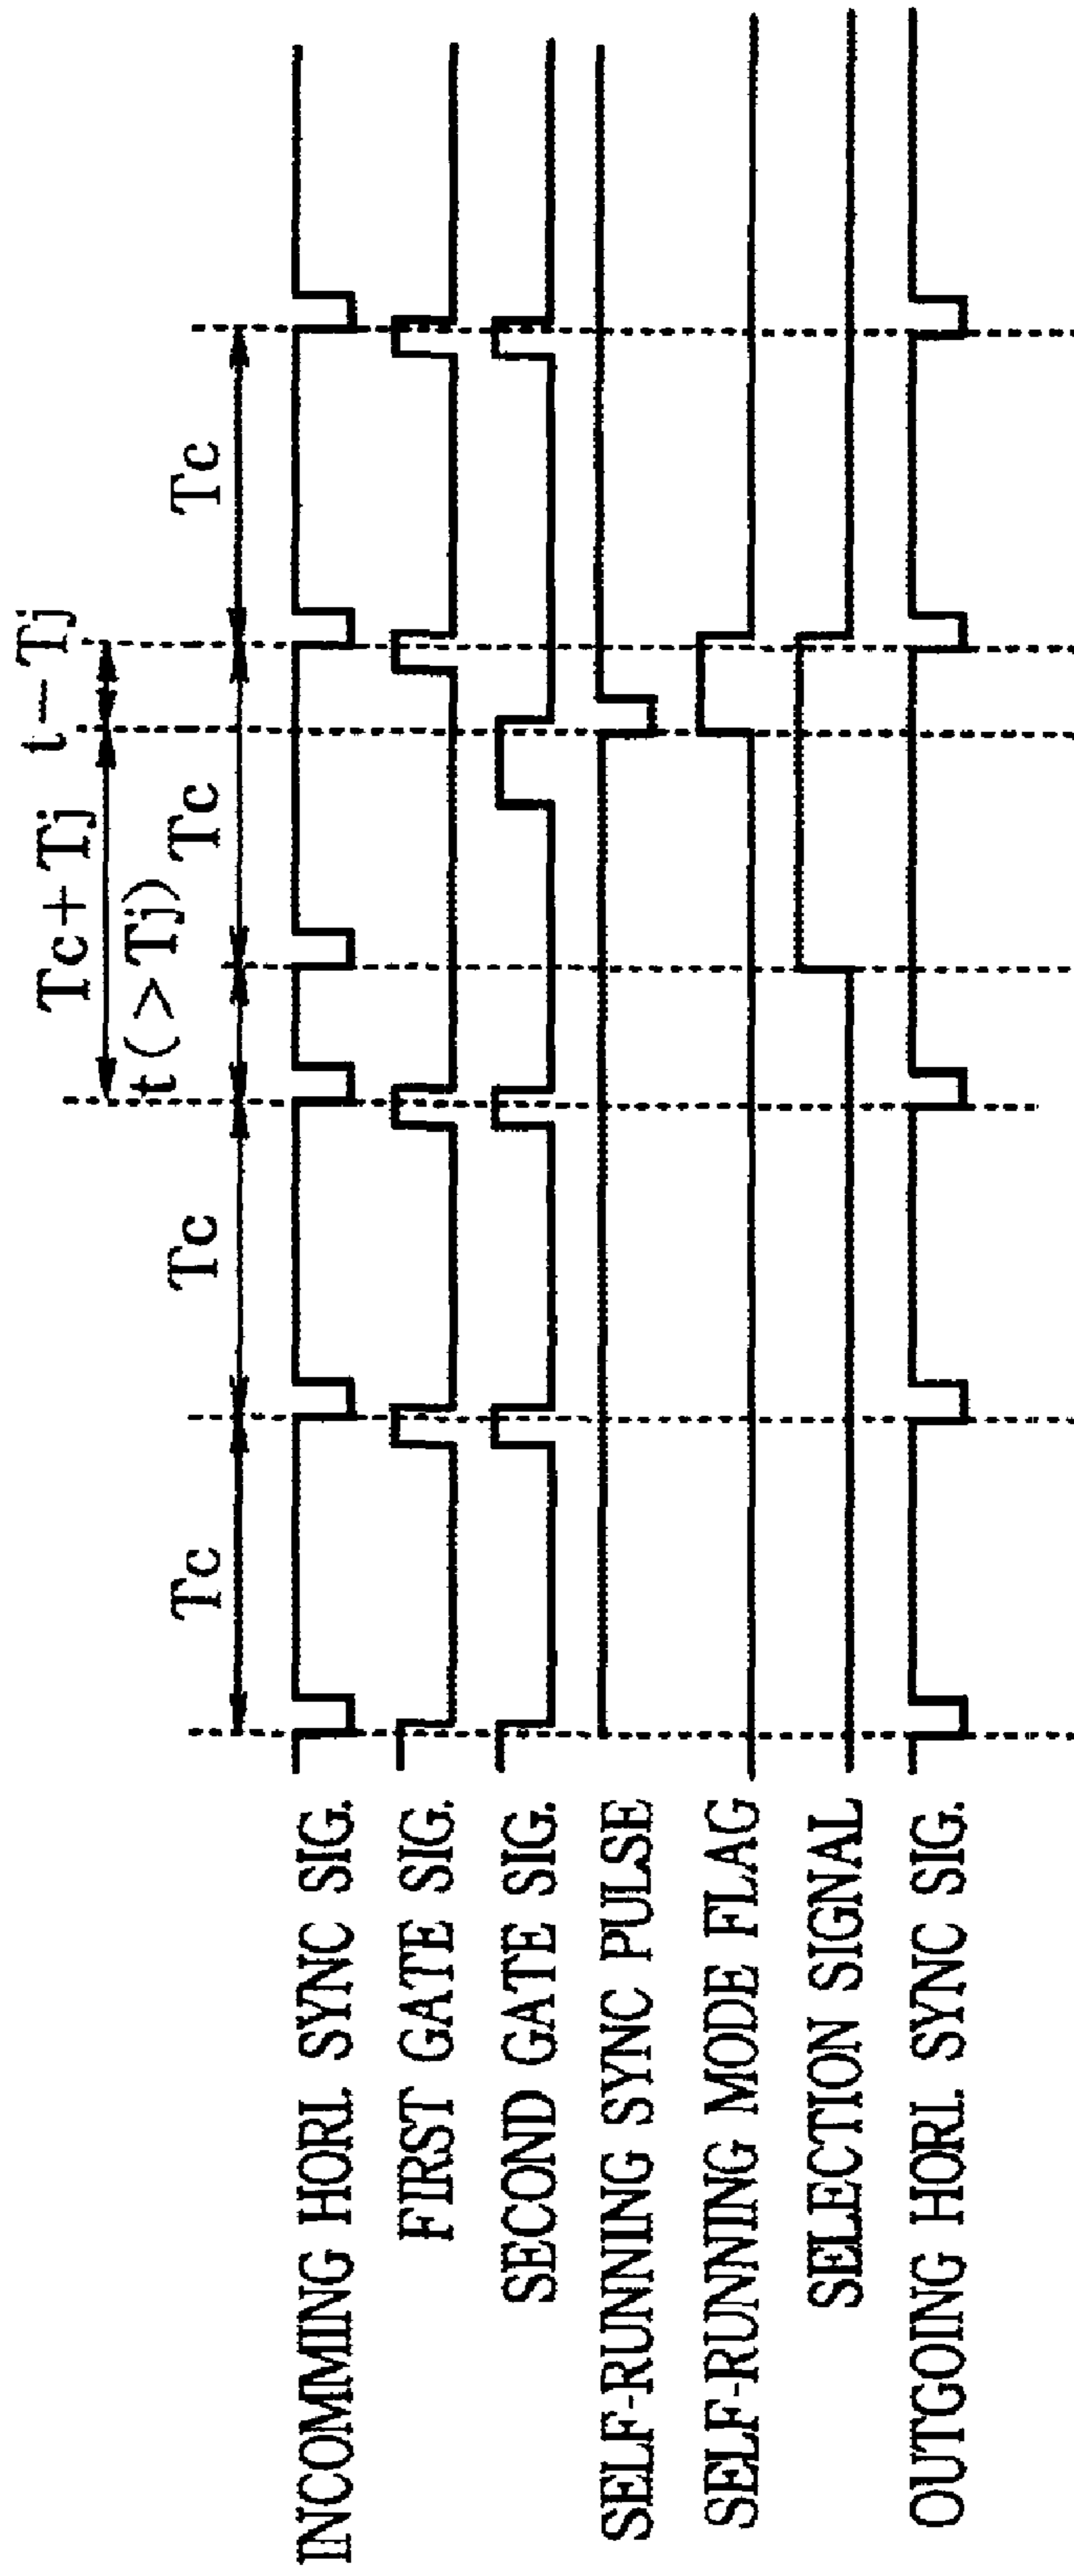 Tc+Tj
t-Tj
t(>Tj)
Tc
Tc
Tc
Tc
INCOMMING HORI. SYNC SIG.
FIRST GATE SIG.
SECOND GATE SIG.
SELF-RUNNING SYNC PULSE
SELF-RUNNING MODE FLAG
SELECTION SIGNAL
OUTGOING HORI. SYNC SIG.